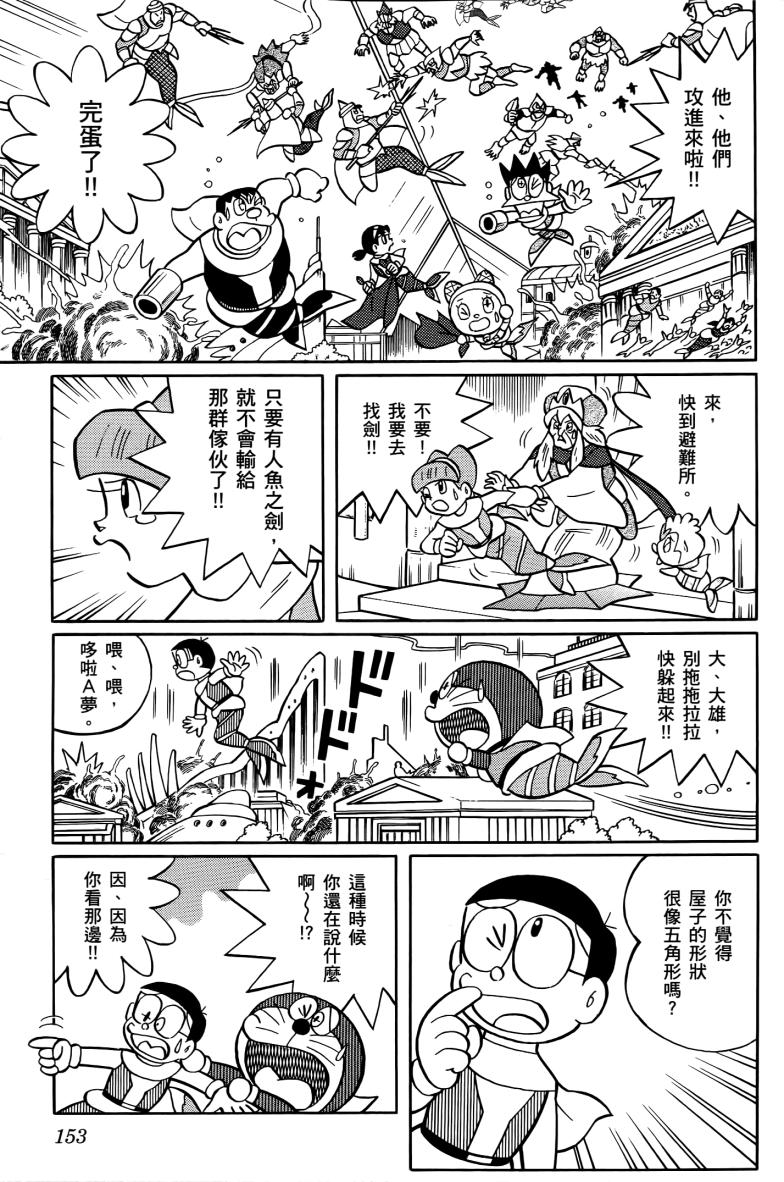 他、他們
攻進來啦!!
完蛋了!!
來,
快到避難所。
不要!
我要去
找劍!!
只要有人魚之劍,
就不會輸給
那群傢伙了!!
大、大雄,
別拖拖拉拉
快躲起來!!
ドドドド
喂、喂,
哆啦A夢。
你不覺得
屋子的形狀
很像五角形嗎?
這種時候
你還在說什麼
啊~!?
因、因為
你看那邊!!
153